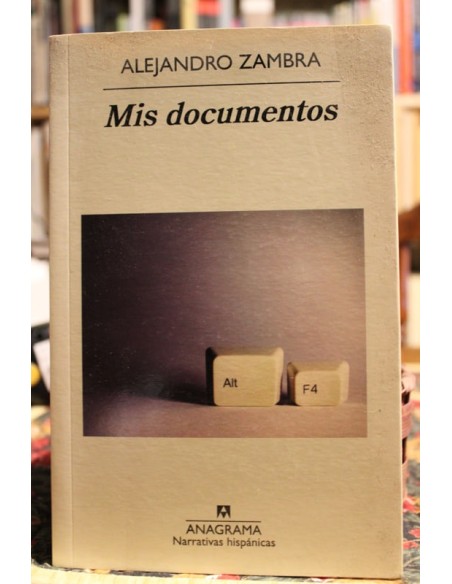 ALEJANDRO ZAMBRA
Mis documentos
Alt
F4
ANAGRAMA
Narrativas hispánicas